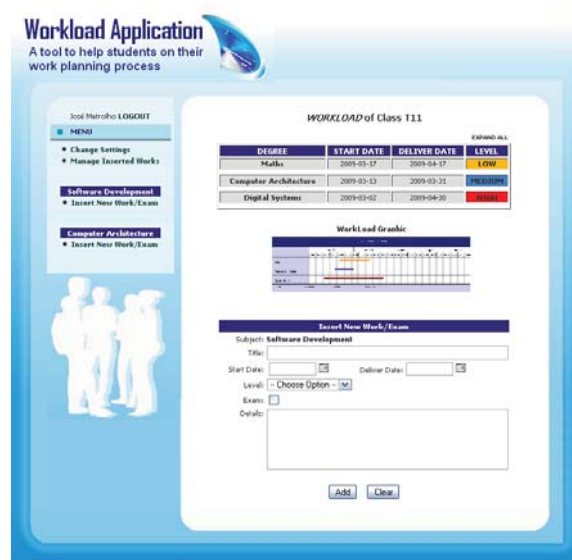 Workload Application
A tool to help students on their
work planning process
José Metrolho LOGOUT
MENU
Change Settings
Manage Inserted Works
Software Development
Insert New Work/Exam
Computer Architecture
Insert New Work/Exam
WORKLOAD of Class T11
EXPAND ALL
DEGREE START DATE DELIVER DATE LEVEL
Maths 2009-03-17 2009-04-17 LOW
Computer Architecture 2009-03-13 2009-03-31 MEDIUM
Digital Systems 2009-03-02 2009-04-30 HIGH
WorkLoad Graphic
Insert New Work/Exam
Subject: Software Development
Title:
Start Date: Deliver Date:
Level: -- Choose Option --
Exam:
Details:
Add Clear